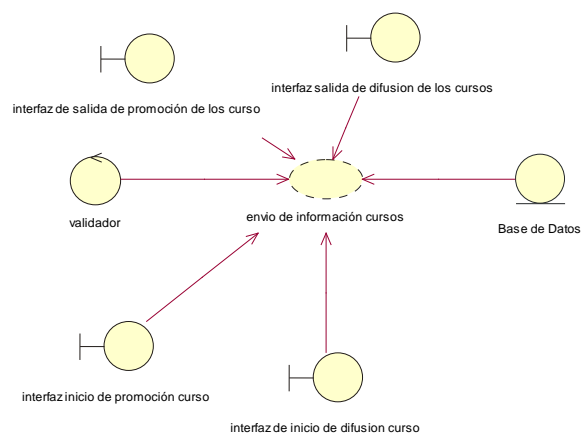 interfaz salida de difusion de los cursos
interfaz de salida de promoción de los curso
validador
envio de información cursos
Base de Datos
interfaz inicio de promoción curso
interfaz de inicio de difusion curso